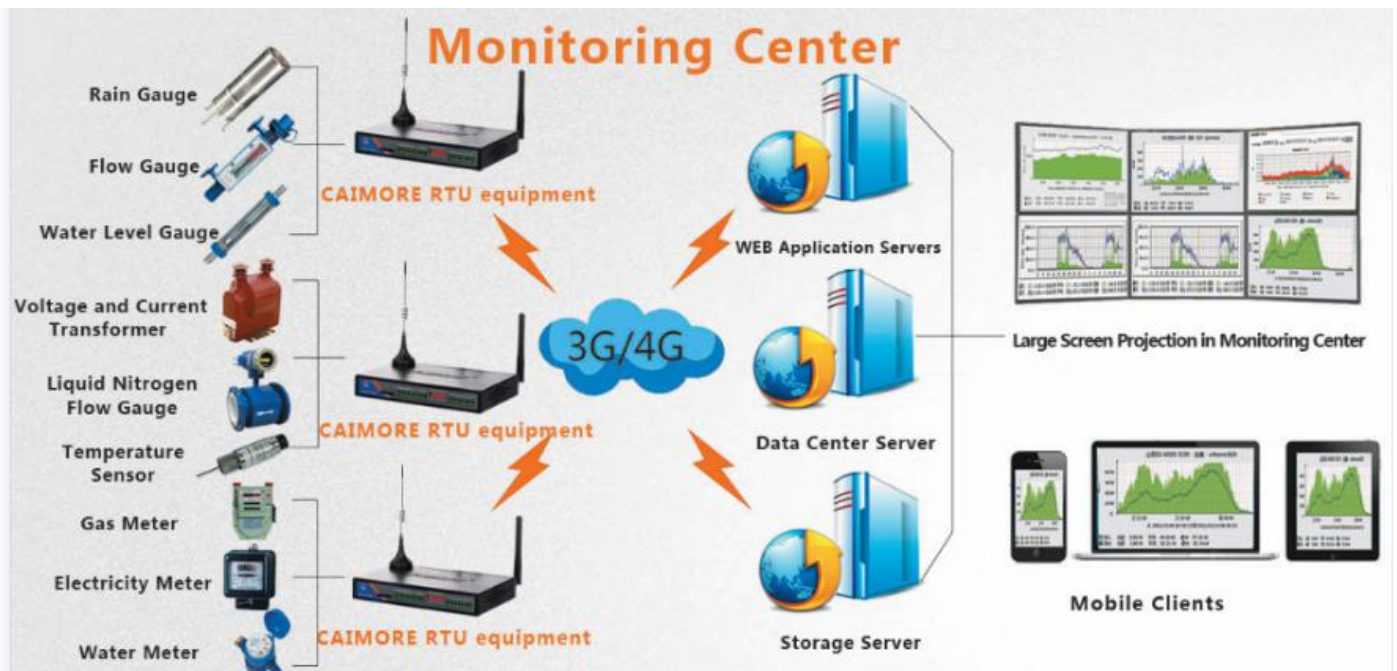 Monitoring Center
Rain Gauge
Flow Gauge
Water Level Gauge
CAIMORE RTU equipment
Voltage and Current
Transformer
Liquid Nitrogen
Flow Gauge
Temperature
Sensor
CAIMORE RTU equipment
Gas Meter
Electricity Meter
Water Meter
CAIMORE RTU equipment
3G/4G
WEB Application Servers
Data Center Server
Storage Server
Large Screen Projection in Monitoring Center
Mobile Clients